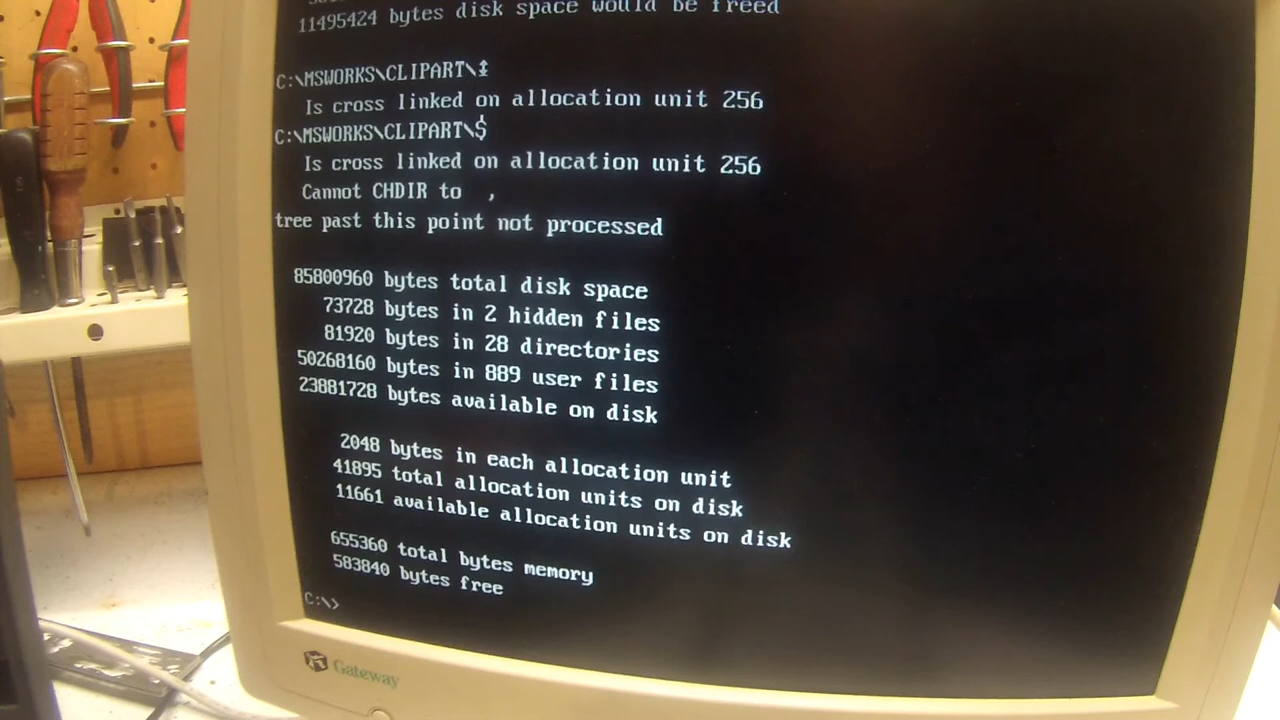 11495424 bytes disk space would be freed
C:\MSWORKS\CLIPART\↨
Is cross linked on allocation unit 256
C:\MSWORKS\CLIPART\$
Is cross linked on allocation unit 256
Cannot CHDIR to  ,
tree past this point not processed
85800960 bytes total disk space
73728 bytes in 2 hidden files
81920 bytes in 28 directories
50268160 bytes in 889 user files
23881728 bytes available on disk
2048 bytes in each allocation unit
41895 total allocation units on disk
11661 available allocation units on disk
655360 total bytes memory
583840 bytes free
C:\>
Gateway